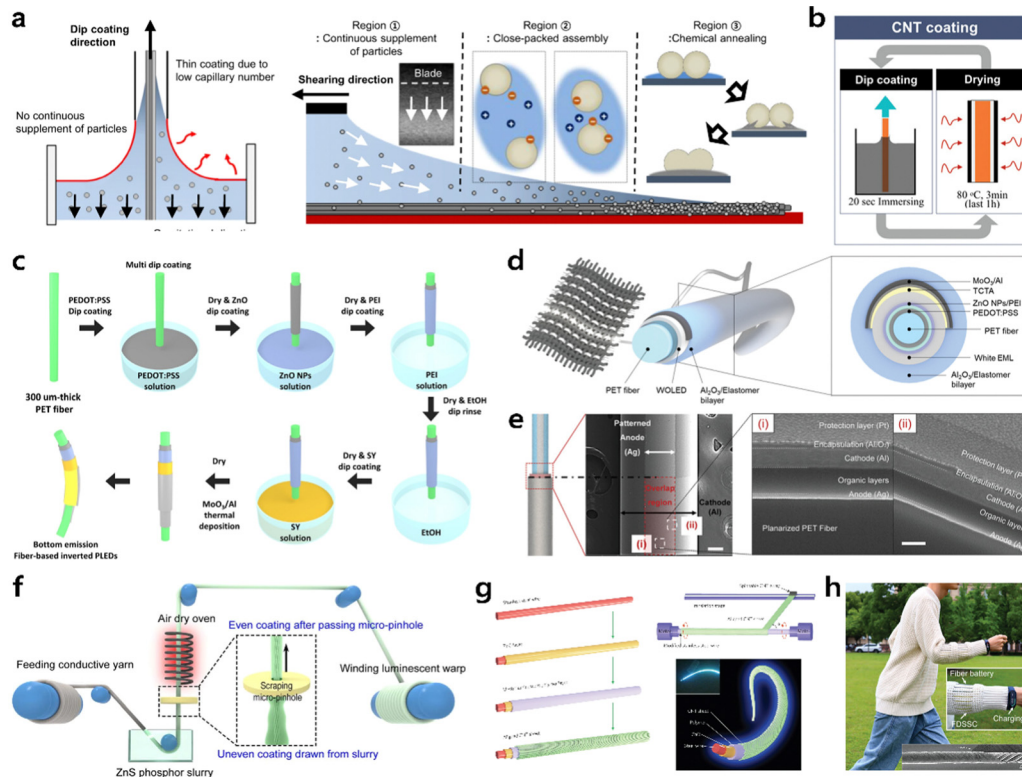 a
Dip coating
direction
Thin coating due to
low capillary number
No continuous
supplement of particles
Region ①
: Continuous supplement
of particles
Shearing direction
Blade
Region ②
: Close-packed assembly
Region ③
:Chemical annealing
b
CNT coating
Dip coating
Drying
20 sec Immersing
80 °C, 3min
(last 1h)
c
Multi dip coating
PEDOT:PSS
Dip coating
Dry & ZnO
dip coating
Dry & PEI
dip coating
PEDOT:PSS
solution
ZnO NPs
solution
PEI
solution
300 um-thick
PET fiber
Dry & EtOH
dip rinse
Dry & SY
dip coating
Dry
MoO₃/Al
thermal
deposition
SY
solution
EtOH
Bottom emission
Fiber-based inverted PLEDs
d
PET fiber
WOLED
Al₂O₃/Elastomer
bilayer
MoO₃/Al
TCTA
ZnO NPs/PEI
PEDOT:PSS
PET fiber
White EML
Al₂O₃/Elastomer
bilayer
e
Patterned
Anode
(Ag)
Overlap
region
Cathode
(Al)
(i)
(ii)
(i)
Protection layer (Pt)
Encapsulation (Al₂O₃)
Cathode (Al)
Organic layers
Anode (Ag)
Planarized PET Fiber
(ii)
Protection layer
Encapsulation
Cathode
Organic
Anode
f
Air dry oven
Feeding conductive yarn
ZnS phosphor slurry
Even coating after passing micro-pinhole
Scraping
micro-pinhole
Uneven coating drawn from slurry
Winding luminescent warp
g
h
Fiber battery
FDSSC
Charging